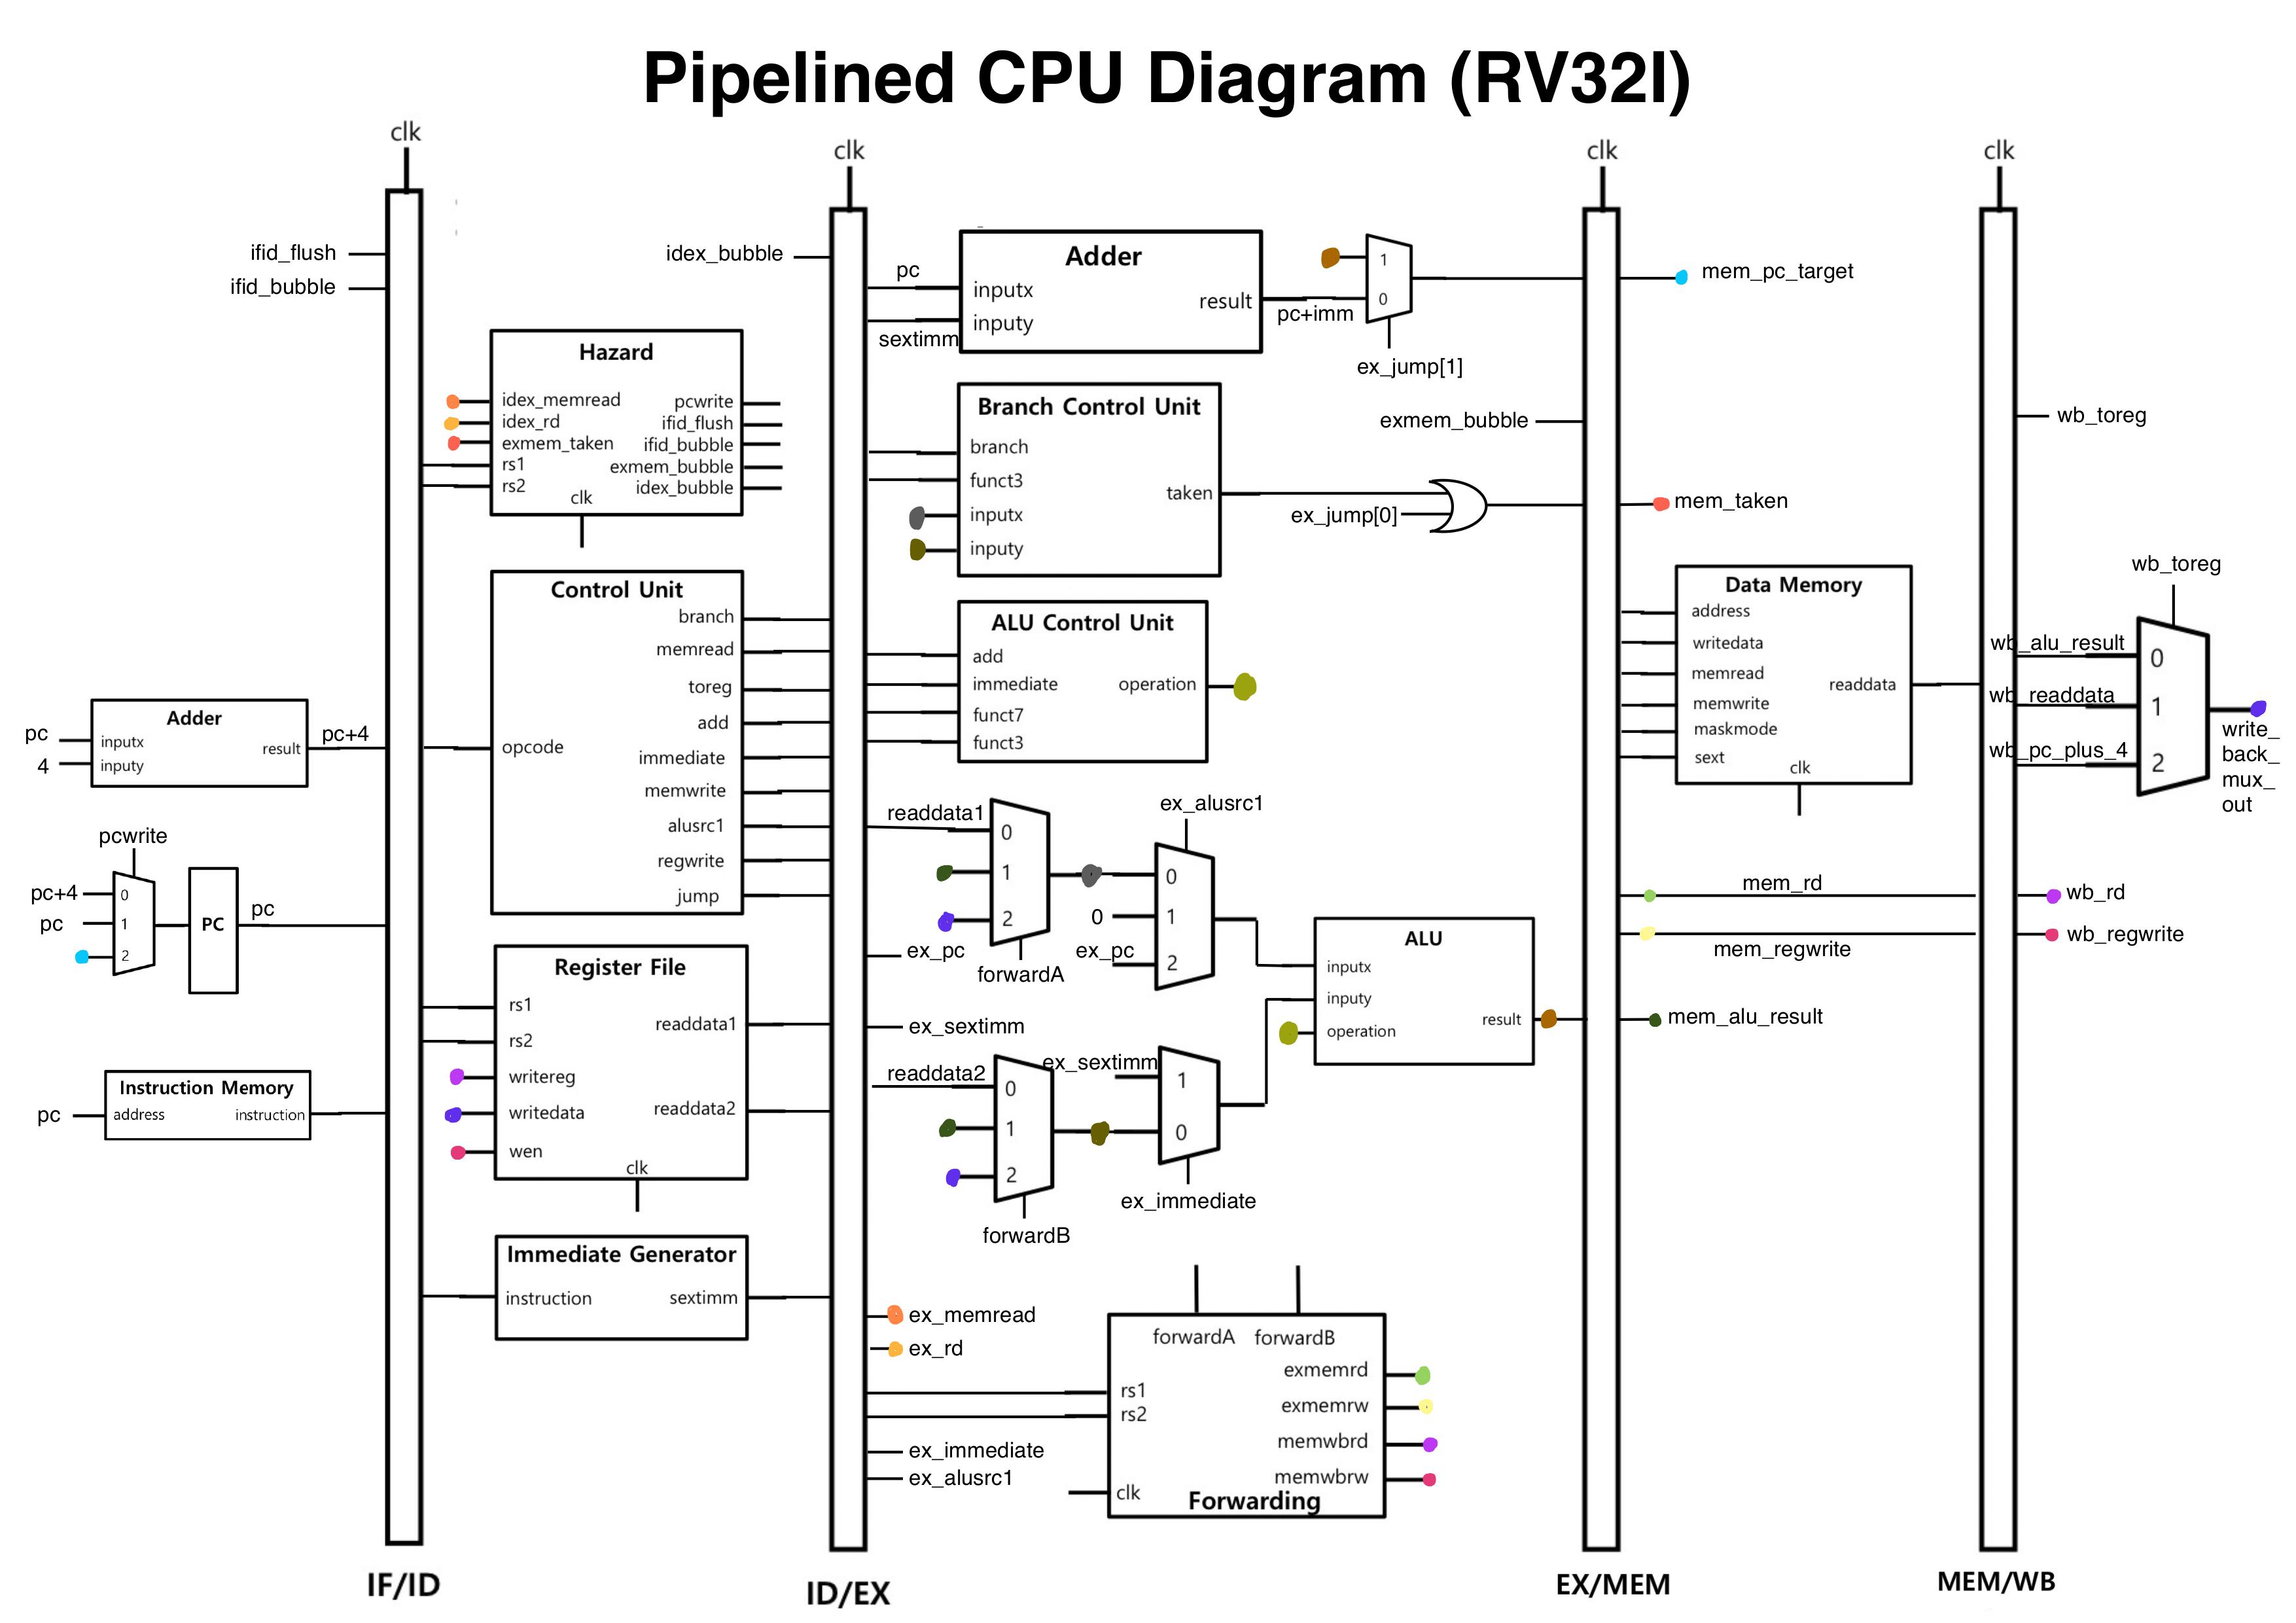 Pipelined CPU Diagram (RV32I)
clk
clk
clk
clk
ifid_flush
ifid_bubble
Hazard
idex_memread
idex_rd
exmem_taken
rs1
rs2
clk
pcwrite
ifid_flush
ifid_bubble
exmem_bubble
idex_bubble
Control Unit
opcode
branch
memread
toreg
add
immediate
memwrite
alusrc1
regwrite
jump
Adder
inputx
inputy
result
pc
4
pc+4
pcwrite
pc+4
pc
0
1
2
PC
pc
Instruction Memory
address
instruction
pc
Register File
rs1
rs2
writereg
writedata
wen
clk
readdata1
readdata2
Immediate Generator
instruction
sextimm
idex_bubble
pc
sextimm
Adder
inputx
inputy
result
pc+imm
1
0
ex_jump[1]
Branch Control Unit
branch
funct3
inputx
inputy
taken
ex_jump[0]
exmem_bubble
ALU Control Unit
add
immediate
funct7
funct3
operation
readdata1
0
1
2
forwardA
ex_pc
ex_alusrc1
0
1
2
0
ex_pc
ex_sextimm
readdata2
0
1
2
forwardB
ex_sextimm
1
0
ex_immediate
ALU
inputx
inputy
operation
result
ex_memread
ex_rd
ex_immediate
ex_alusrc1
forwardA forwardB
rs1
rs2
clk
exmemrd
exmemrw
memwbrd
memwbrw
Forwarding
mem_pc_target
mem_taken
Data Memory
address
writedata
memread
memwrite
maskmode
sext
clk
readdata
mem_rd
mem_regwrite
mem_alu_result
wb_toreg
wb_toreg
wb_alu_result
wb_readdata
wb_pc_plus_4
0
1
2
write_
back_
mux_
out
wb_rd
wb_regwrite
IF/ID
ID/EX
EX/MEM
MEM/WB